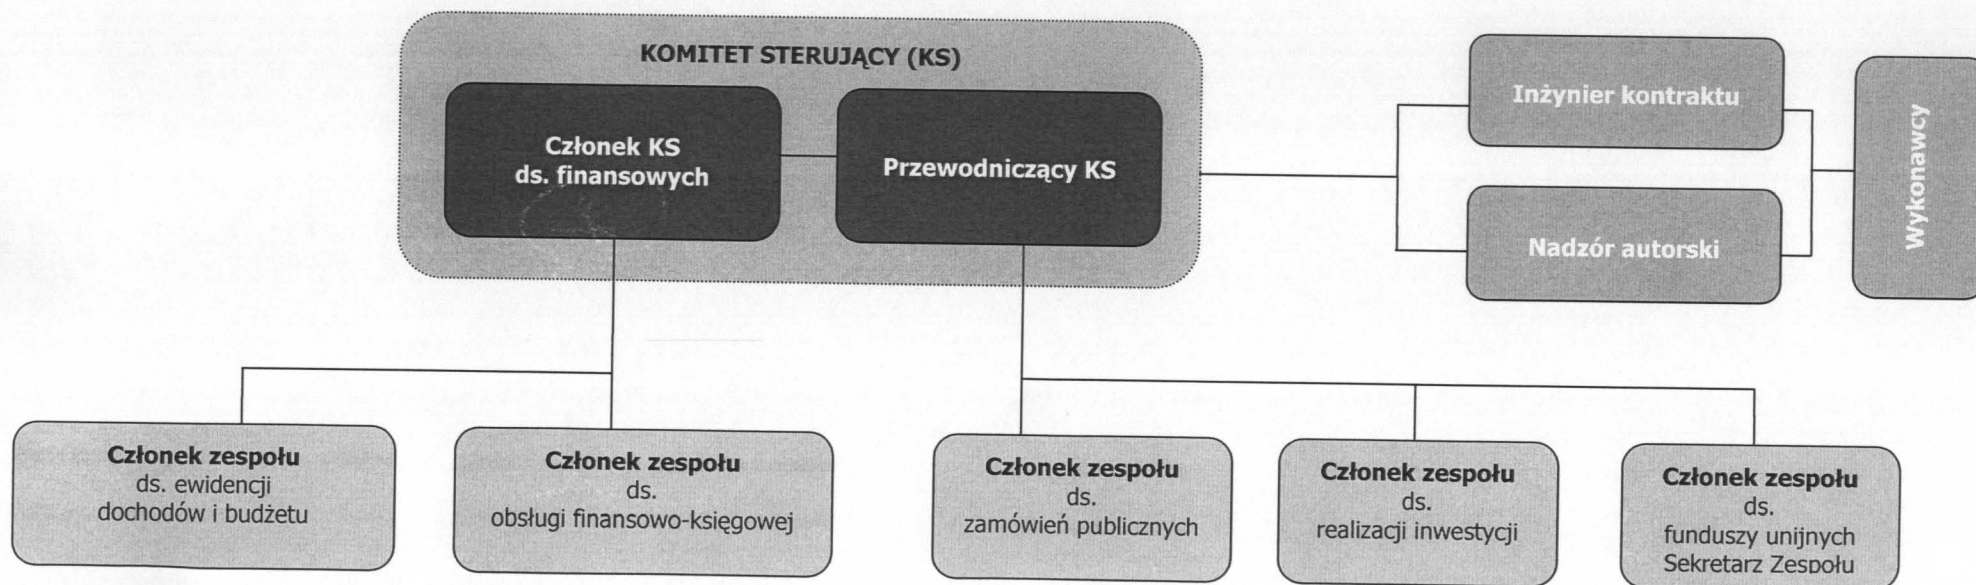 KOMITET STERUJĄCY (KS)
Członek KS
ds. finansowych
Przewodniczący KS
Inżynier kontraktu
Nadzór autorski
Wykonawcy
Członek zespołu
ds. ewidencji
dochodów i budżetu
Członek zespołu
ds.
obsługi finansowo-księgowej
Członek zespołu
ds.
zamówień publicznych
Członek zespołu
ds.
realizacji inwestycji
Członek zespołu
ds.
funduszy unijnych
Sekretarz Zespołu